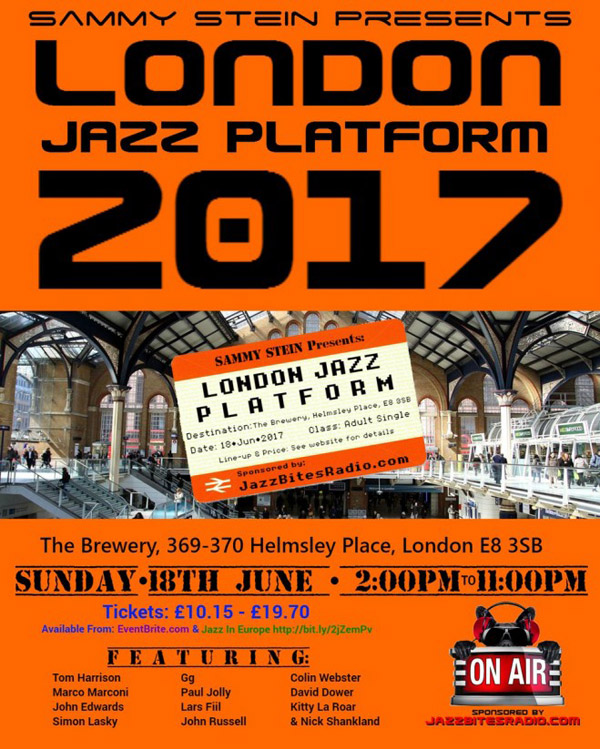 SAMMY STEIN PRESENTS
LONDON
JAZZ PLATFORM
2017
SAMMY STEIN Presents:
LONDON JAZZ
PLATFORM
Destination:The Brewery, Helmsley Place, E8 8SB
Date: 18•Jun•2017 Class: Adult Single
Line-up & Price: See website for details
Sponsored by:
JazzBitesRadio.com
The Brewery, 369-370 Helmsley Place, London E8 3SB
SUNDAY•18TH JUNE • 2:00PM TO 11:00PM
Tickets: £10.15 - £19.70
Available From: EventBrite.com & Jazz In Europe http://bit.ly/2jZemPv
FEATURING:
Tom Harrison Gg Colin Webster
Marco Marconi Paul Jolly David Dower
John Edwards Lars Fiil Kitty La Roar
Simon Lasky John Russell & Nick Shankland
ON AIR
SPONSORED BY
JAZZBITESRADIO.COM